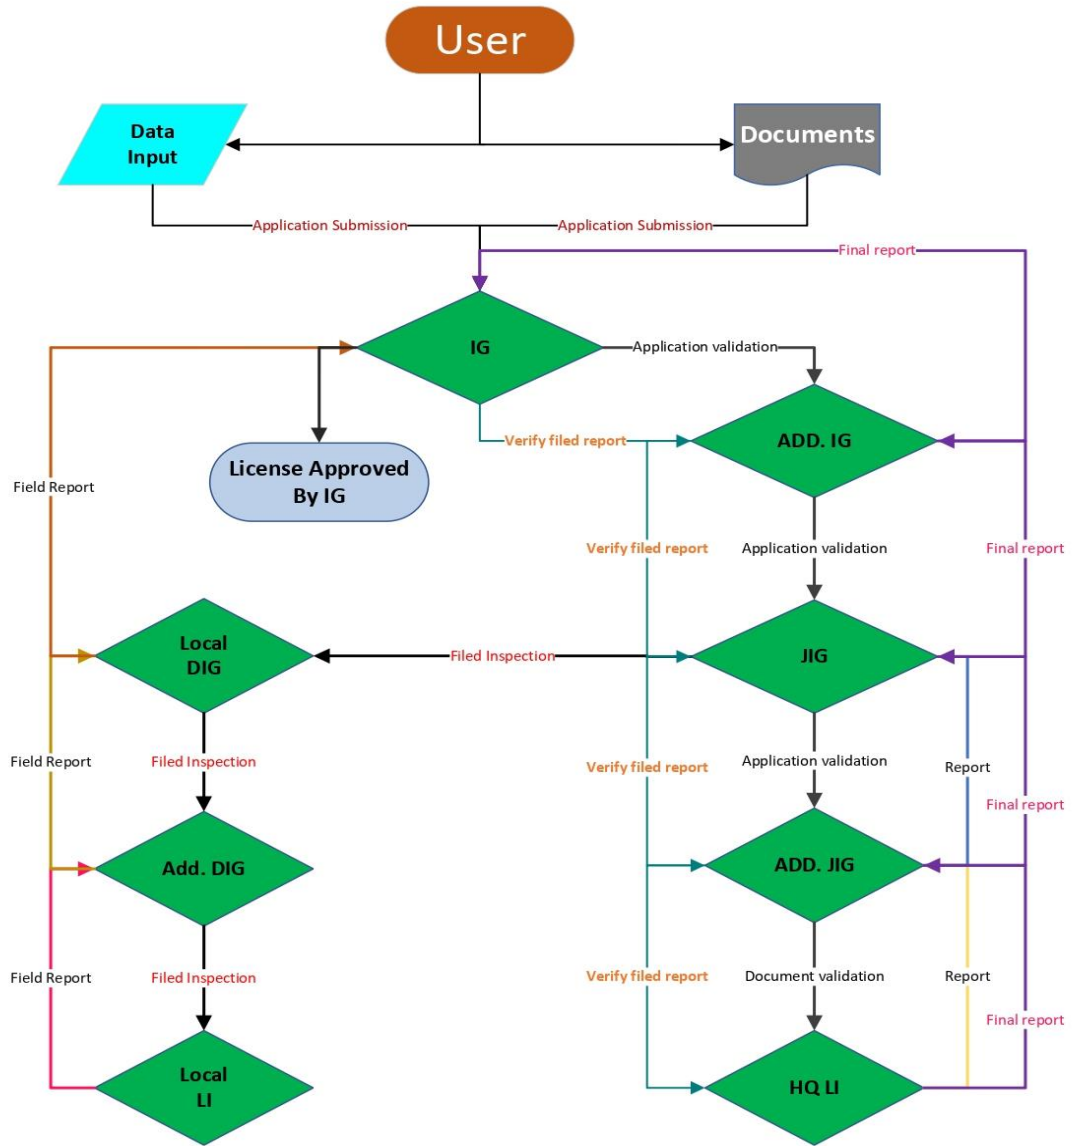 User
Data
Input
Documents
Application Submission
Application Submission
Final report
IG
Application validation
License Approved
By IG
Verify filed report
ADD. IG
Field Report
Verify filed report
Application validation
Final report
Local
DIG
Filed Inspection
JIG
Field Report
Filed Inspection
Verify filed report
Application validation
Report
Final report
Add. DIG
ADD. JIG
Field Report
Filed Inspection
Verify filed report
Document validation
Report
Final report
Local
LI
HQ LI